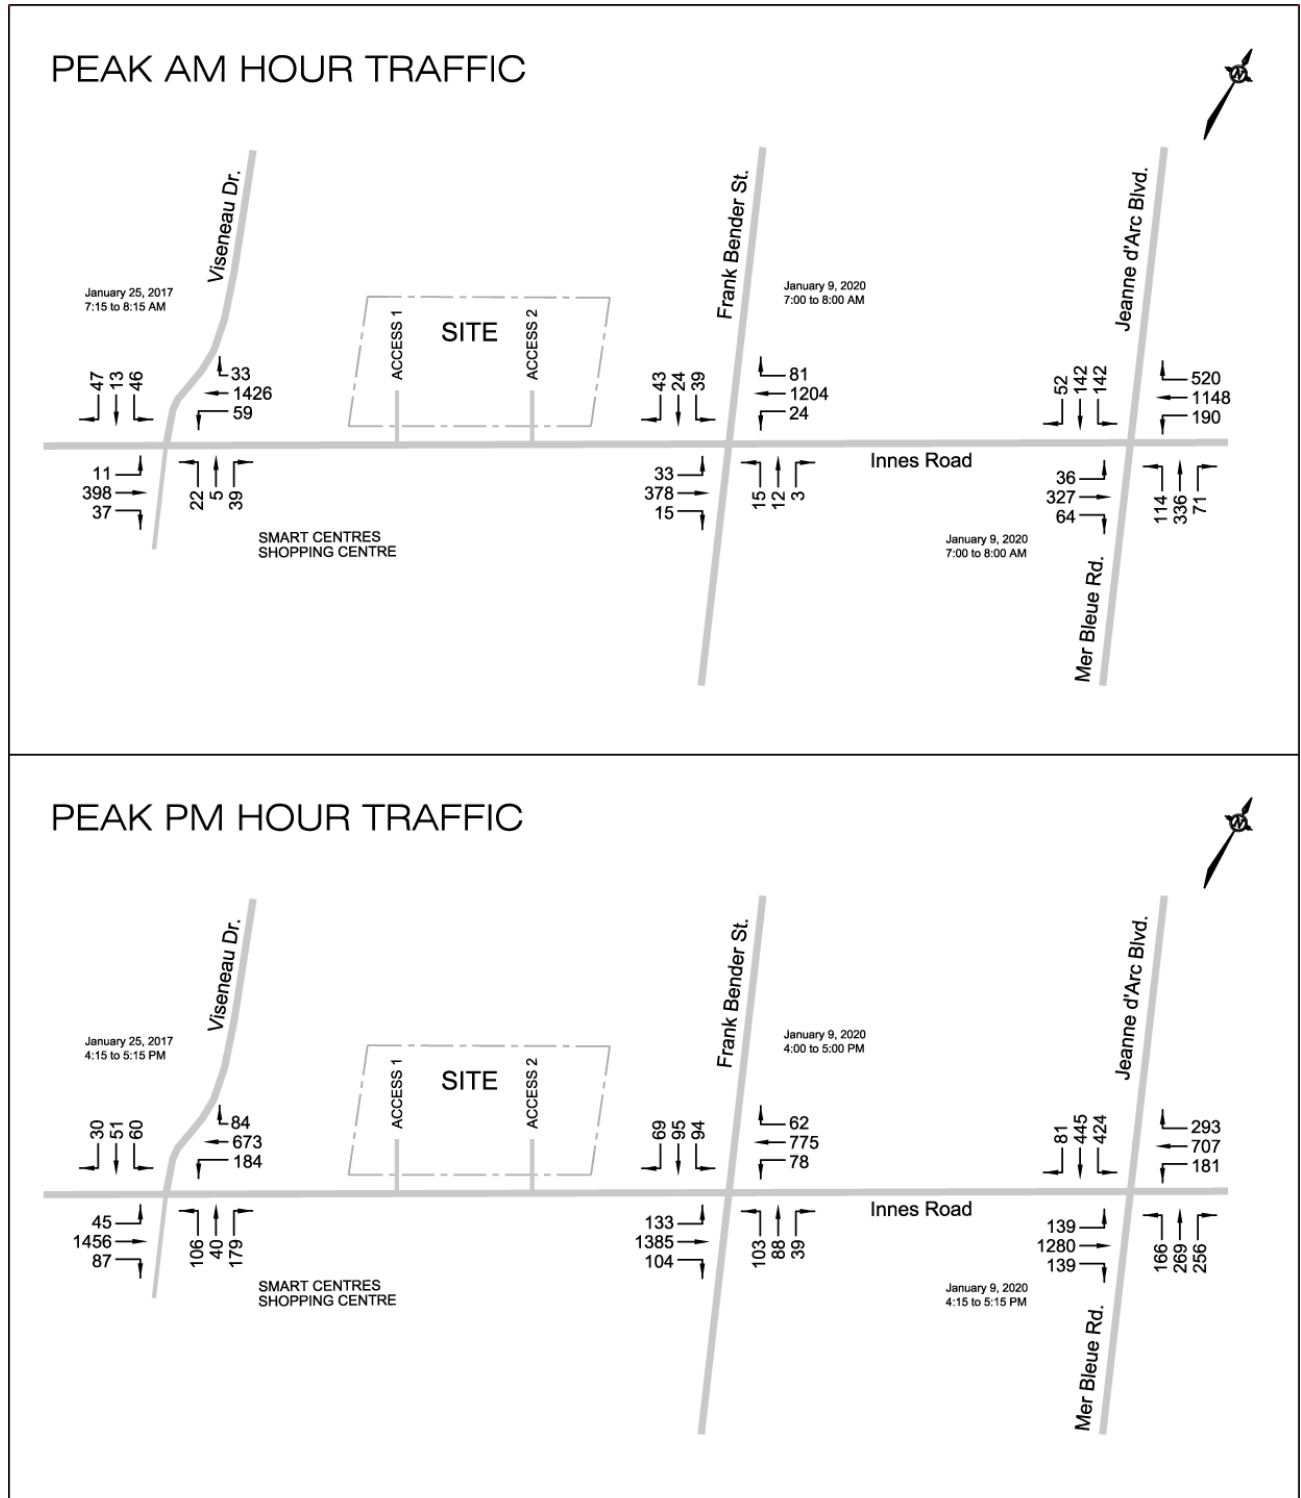 PEAK AM HOUR TRAFFIC
N
Viseneau Dr.
Frank Bender St.
Jeanne d'Arc Blvd.
January 25, 2017
7:15 to 8:15 AM
January 9, 2020
7:00 to 8:00 AM
SITE
ACCESS 1
ACCESS 2
47
13
46
33
1426
59
43
24
39
81
1204
24
52
142
142
520
1148
190
Innes Road
11
398
37
22
5
39
33
378
15
15
12
3
36
327
64
114
336
71
SMART CENTRES
SHOPPING CENTRE
January 9, 2020
7:00 to 8:00 AM
Mer Bleue Rd.
PEAK PM HOUR TRAFFIC
N
Viseneau Dr.
Frank Bender St.
Jeanne d'Arc Blvd.
January 25, 2017
4:15 to 5:15 PM
January 9, 2020
4:00 to 5:00 PM
SITE
ACCESS 1
ACCESS 2
30
51
60
84
673
184
69
95
94
62
775
78
81
445
424
293
707
181
Innes Road
45
1456
87
106
40
179
133
1385
104
103
88
39
139
1280
139
166
269
256
SMART CENTRES
SHOPPING CENTRE
January 9, 2020
4:15 to 5:15 PM
Mer Bleue Rd.